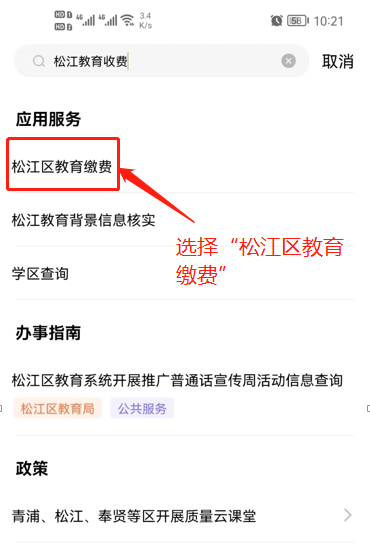 HD 46 46 3.4 K/s 58 10:21
松江教育收费 取消
应用服务
松江区教育缴费
松江教育背景信息核实
选择“松江区教育
缴费”
学区查询
办事指南
松江区教育系统开展推广普通话宣传周活动信息查询
松江区教育局 公共服务
政策
青浦、松江、奉贤等区开展质量云课堂